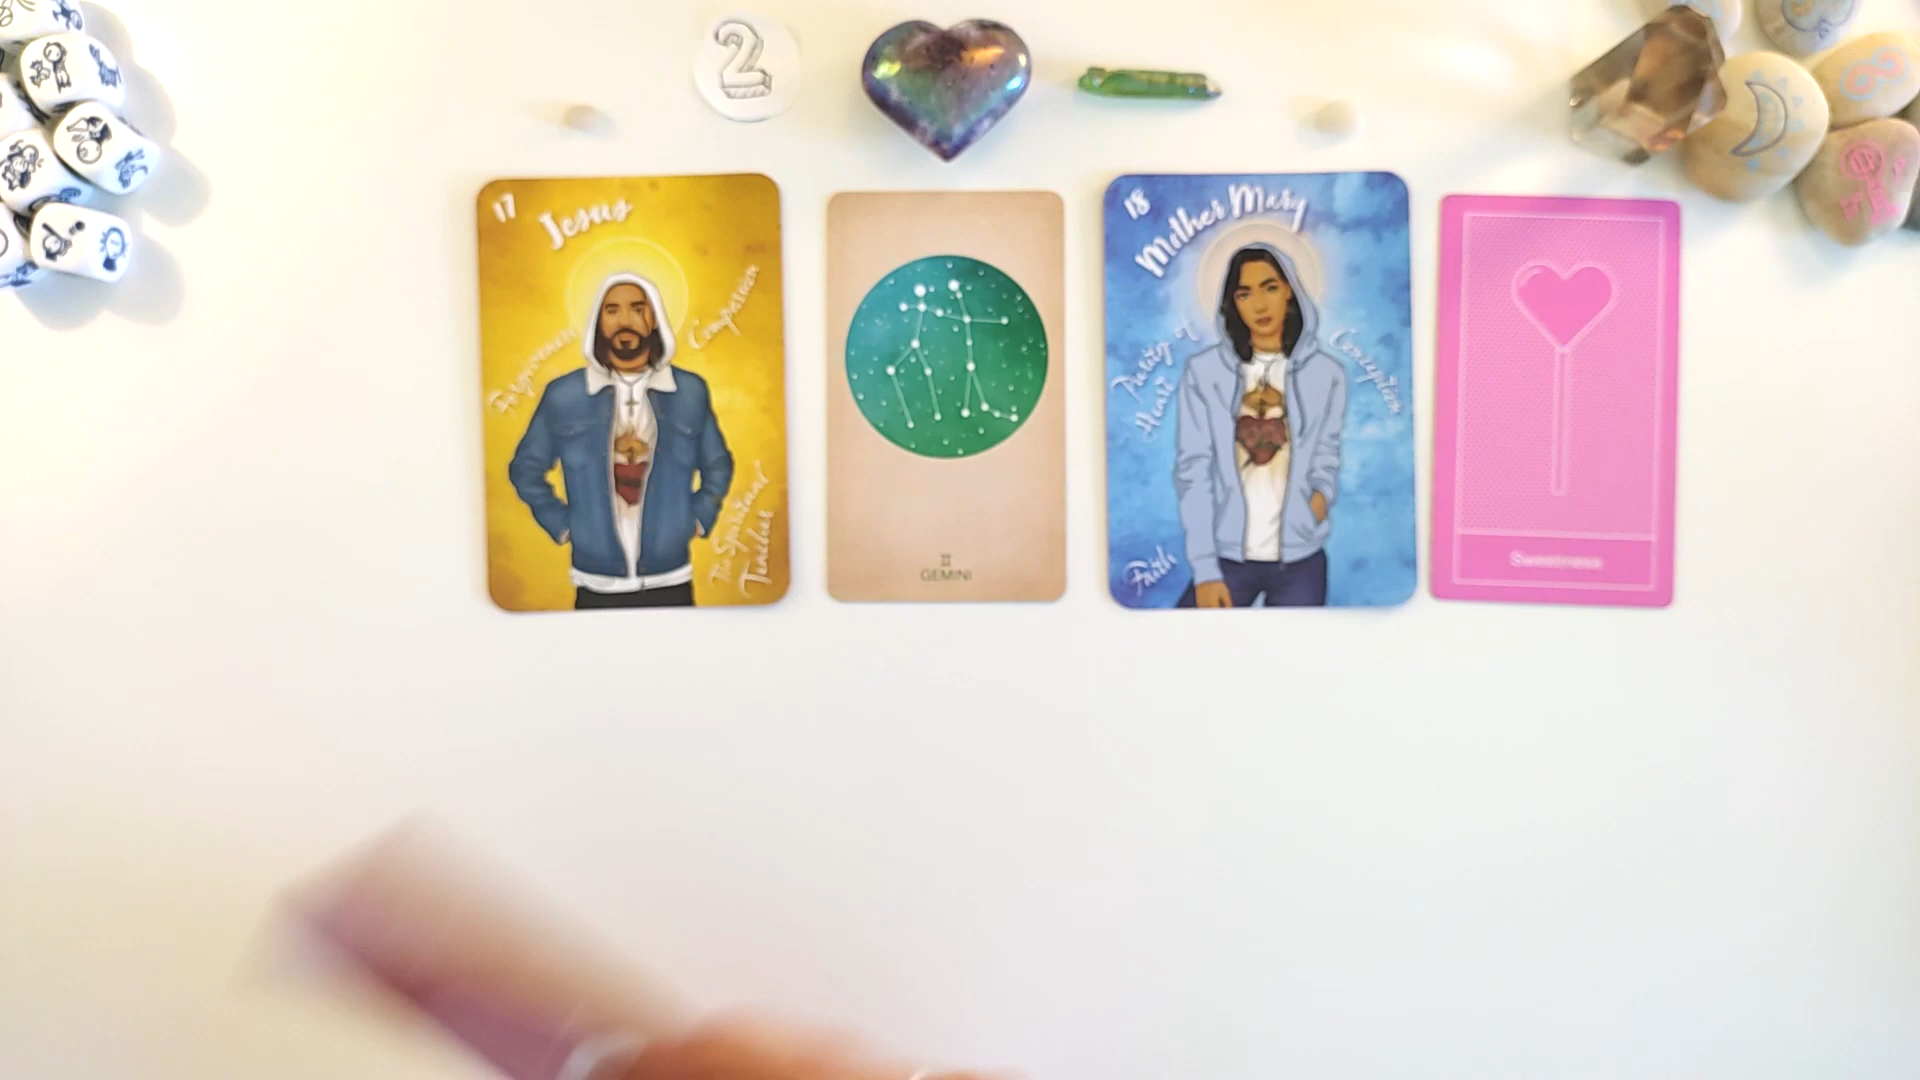 2
17
Jesus
Forgiveness
Compassion
The Spiritual
Teacher
♊
GEMINI
18
Mother Mary
Purity of
Heart
Conception
Faith
Sweetness